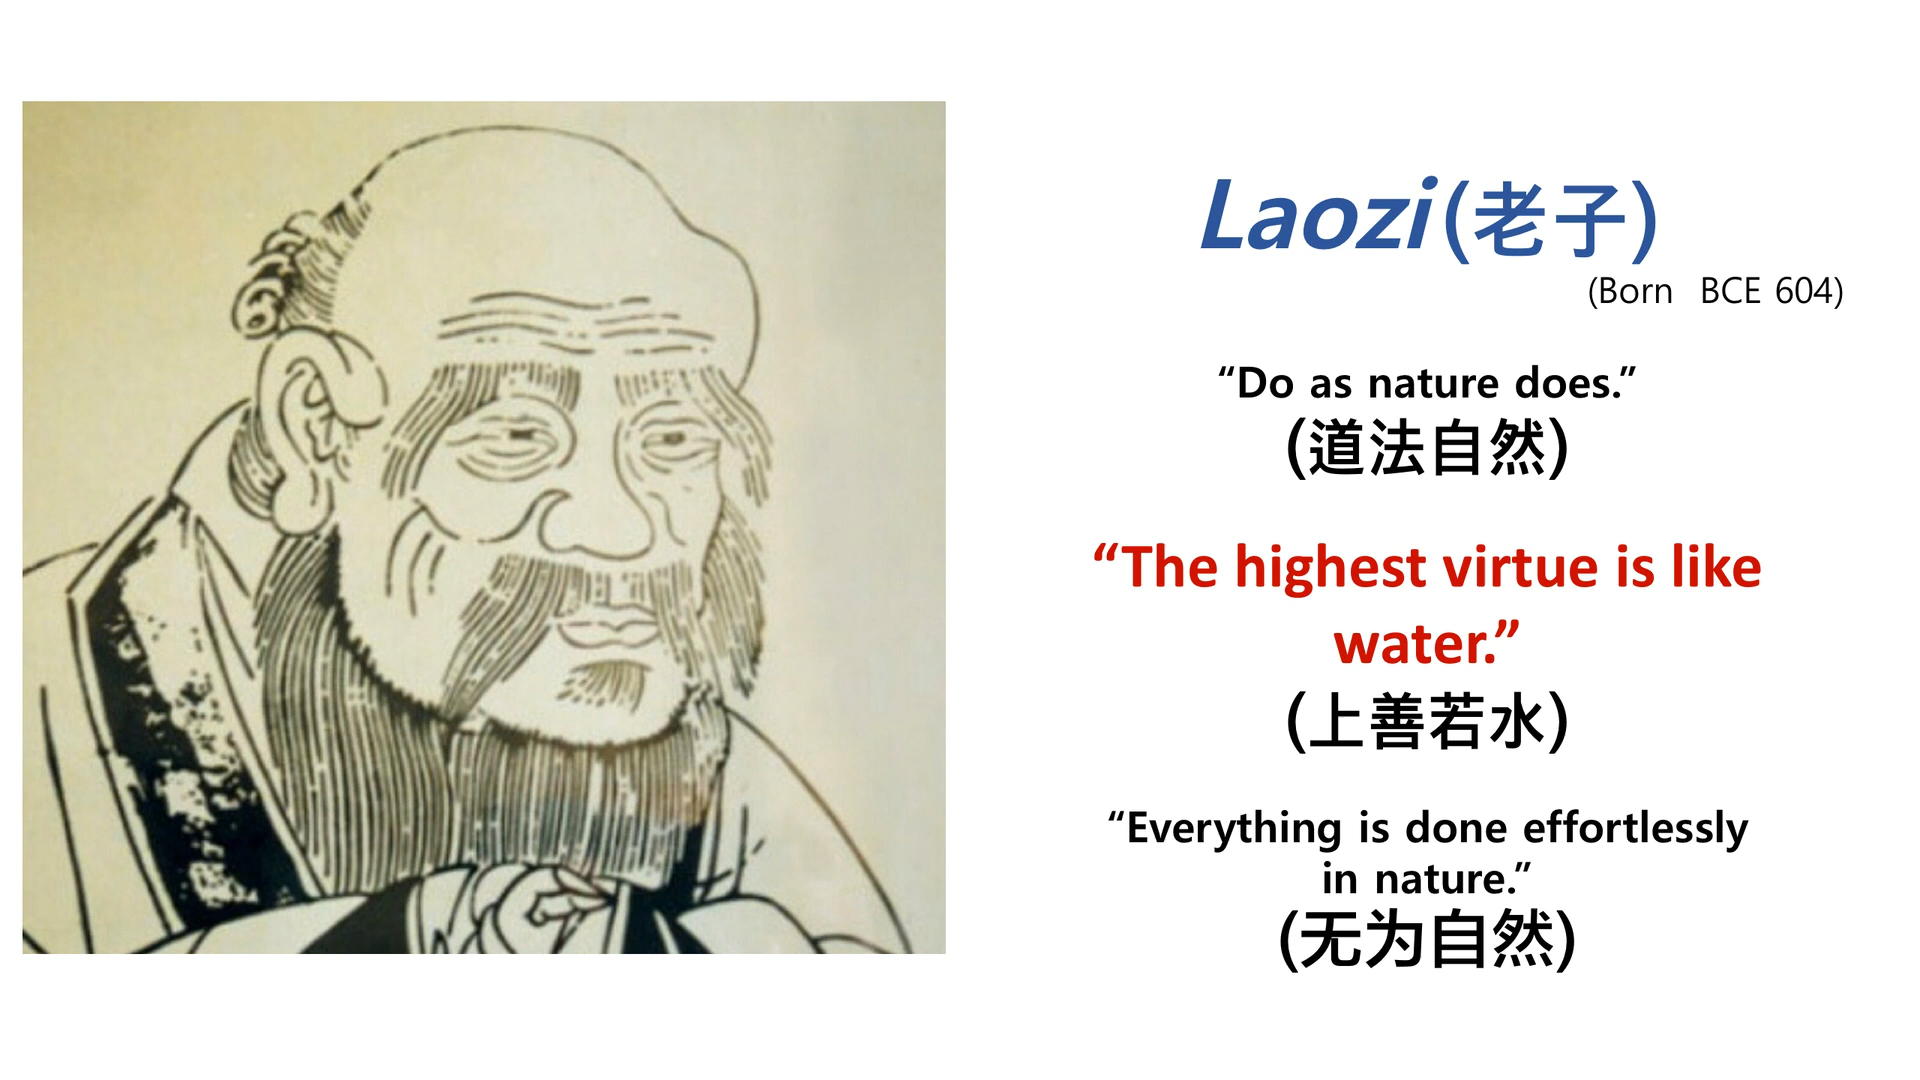 Laozi(老子)
(Born BCE 604)
“Do as nature does.”
(道法自然)
“The highest virtue is like
water.”
(上善若水)
“Everything is done effortlessly
in nature.”
(无为自然)